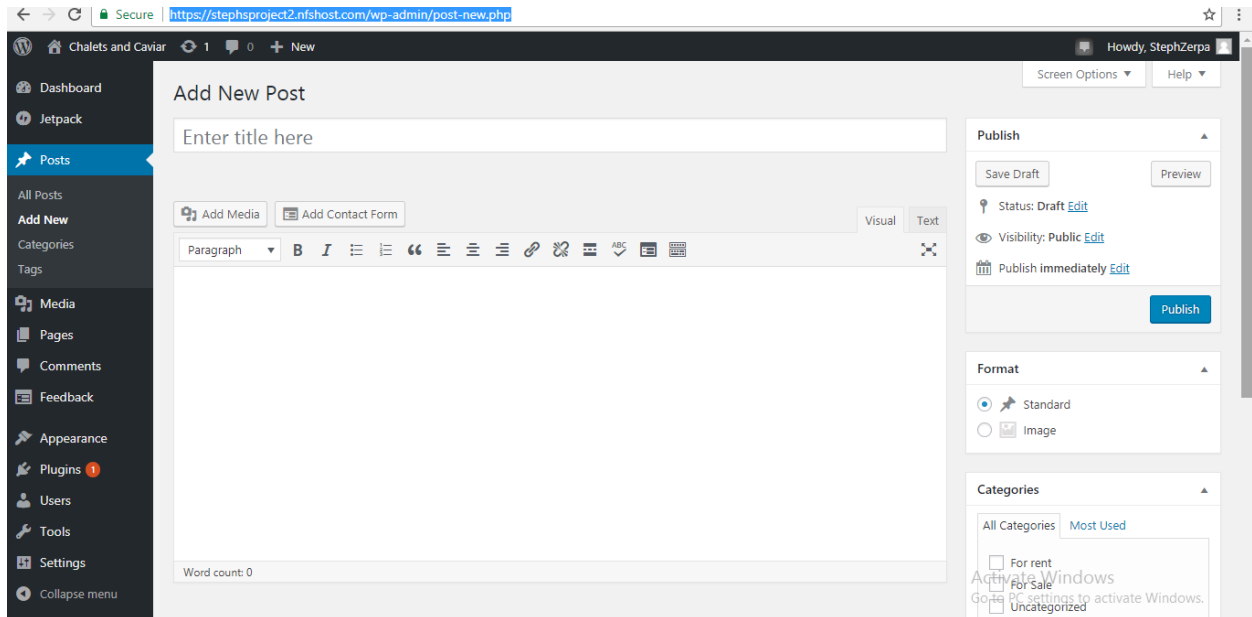 Secure https://stephsproject2.nfshost.com/wp-admin/post-new.php
Chalets and Caviar 1 0 New Howdy, StephZerpa
Screen Options Help
Dashboard
Jetpack
Posts
All Posts
Add New
Categories
Tags
Media
Pages
Comments
Feedback
Appearance
Plugins 1
Users
Tools
Settings
Collapse menu
Add New Post
Enter title here
Add Media Add Contact Form
Visual Text
Paragraph B I ABC
Word count: 0
Publish
Save Draft Preview
Status: Draft Edit
Visibility: Public Edit
Publish immediately Edit
Publish
Format
Standard
Image
Categories
All Categories Most Used
For rent
For Sale
Uncategorized
Activate Windows
Go to PC settings to activate Windows.